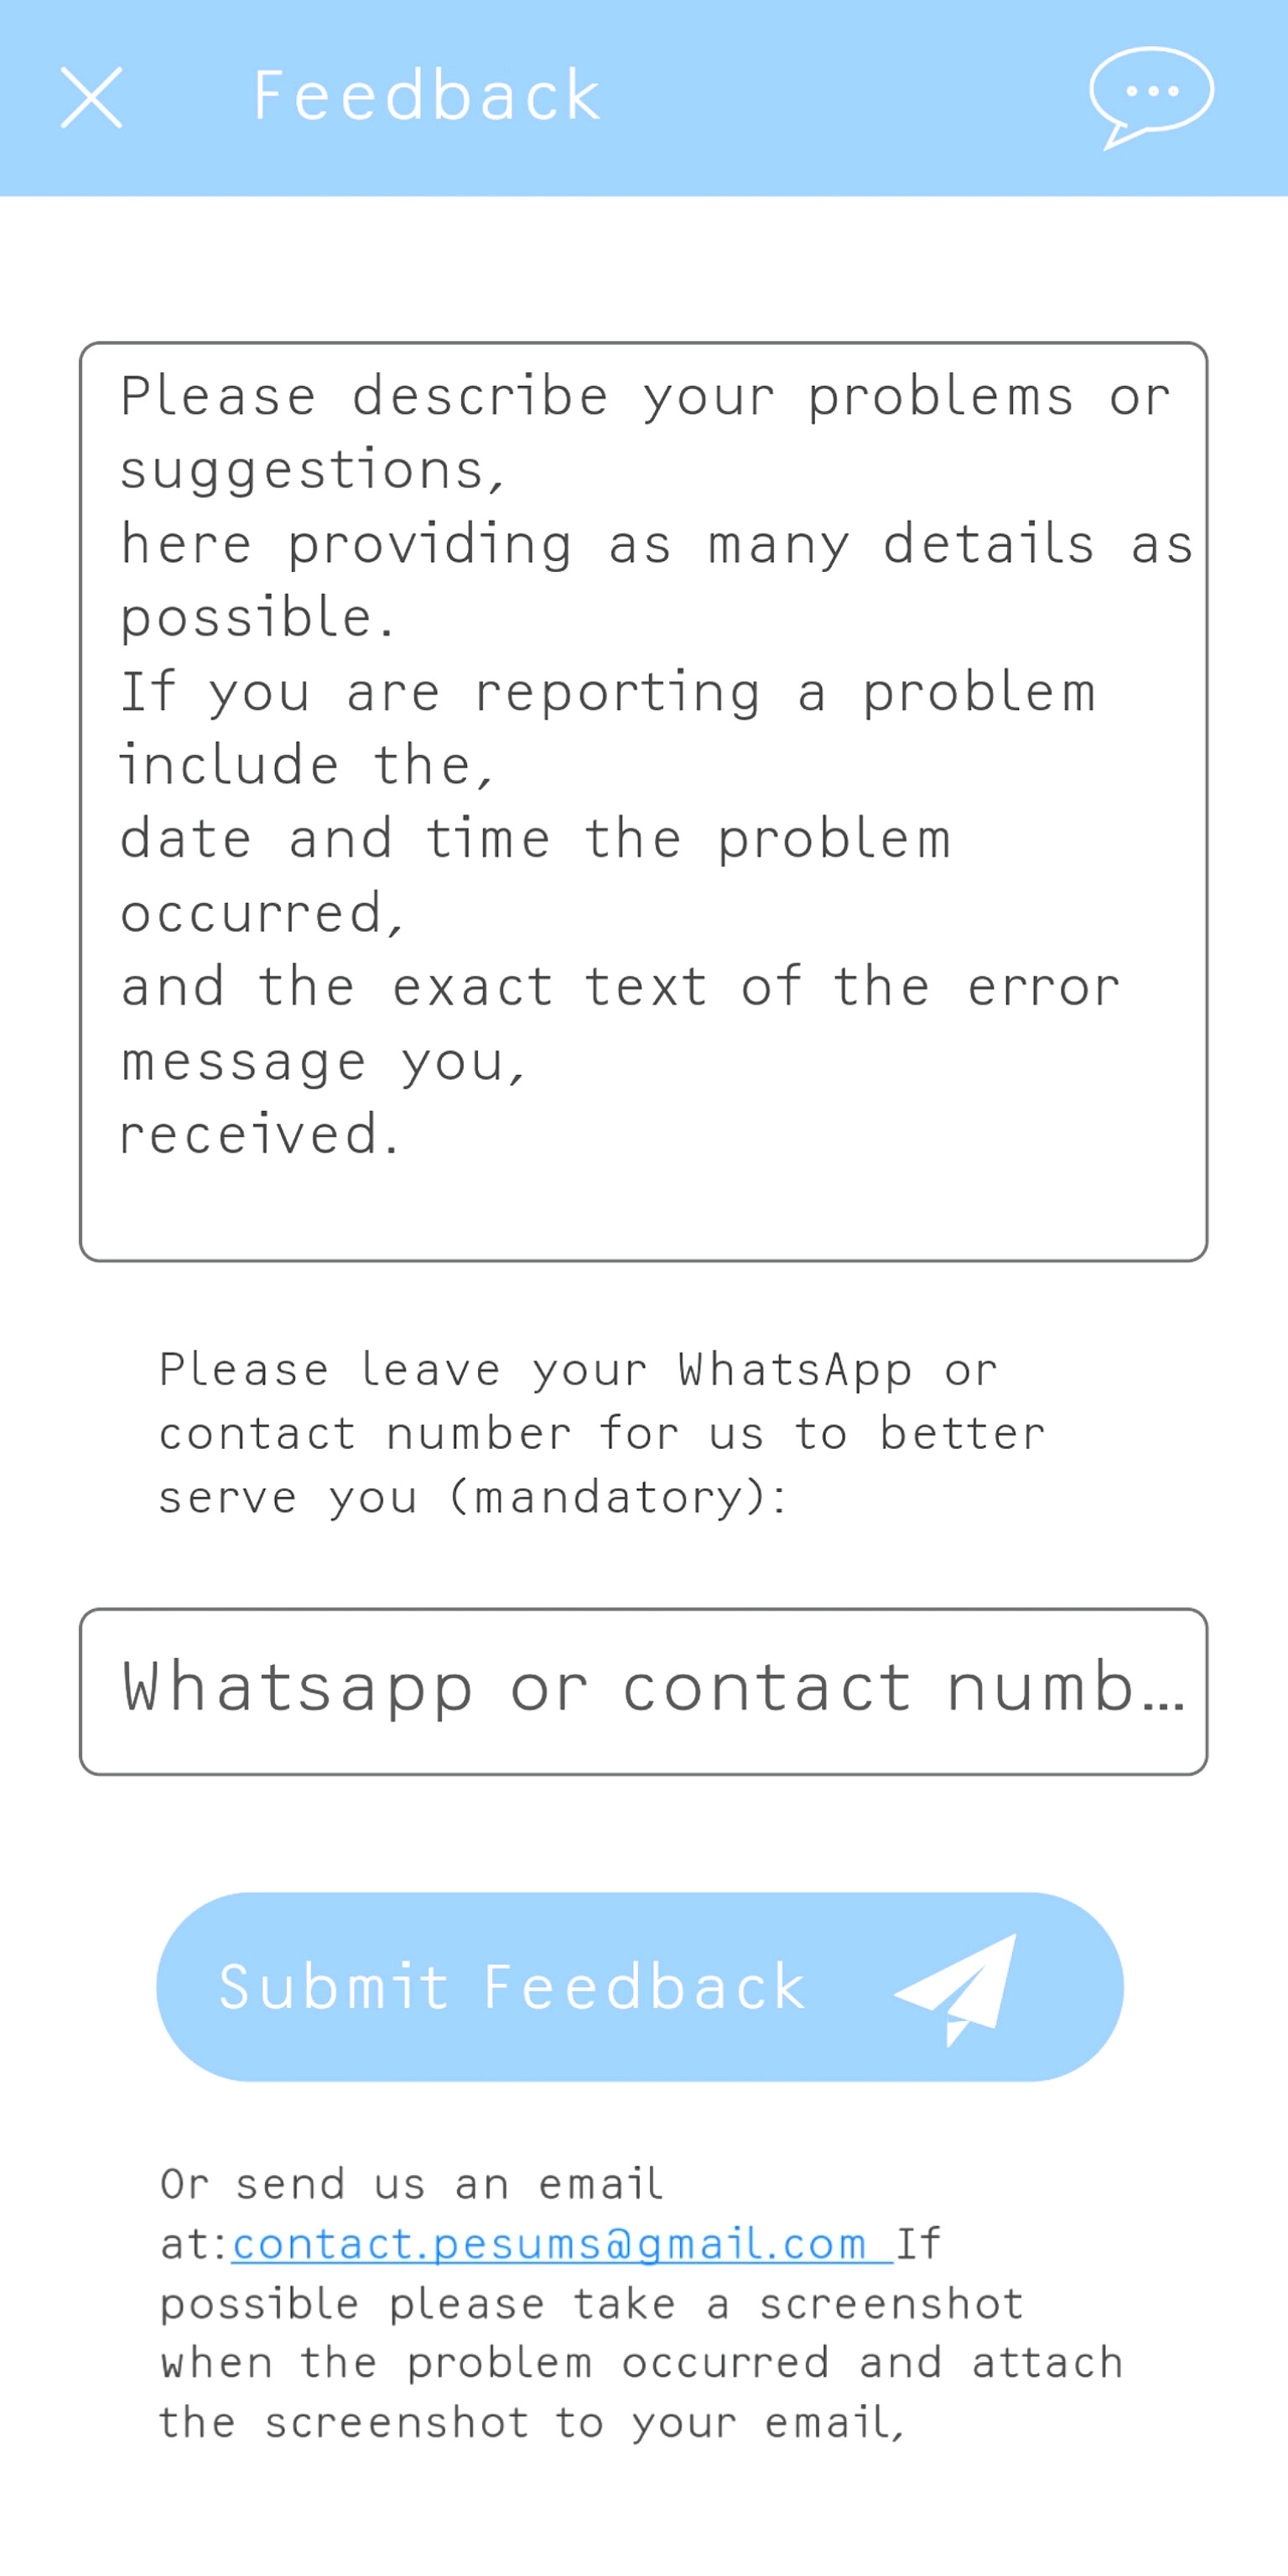 Feedback
Please describe your problems or
suggestions,
here providing as many details as
possible.
If you are reporting a problem
include the,
date and time the problem
occurred,
and the exact text of the error
message you,
received.
Please leave your WhatsApp or
contact number for us to better
serve you (mandatory):
Whatsapp or contact numb...
Submit Feedback
Or send us an email
at:contact.pesums@gmail.com If
possible please take a screenshot
when the problem occurred and attach
the screenshot to your email,